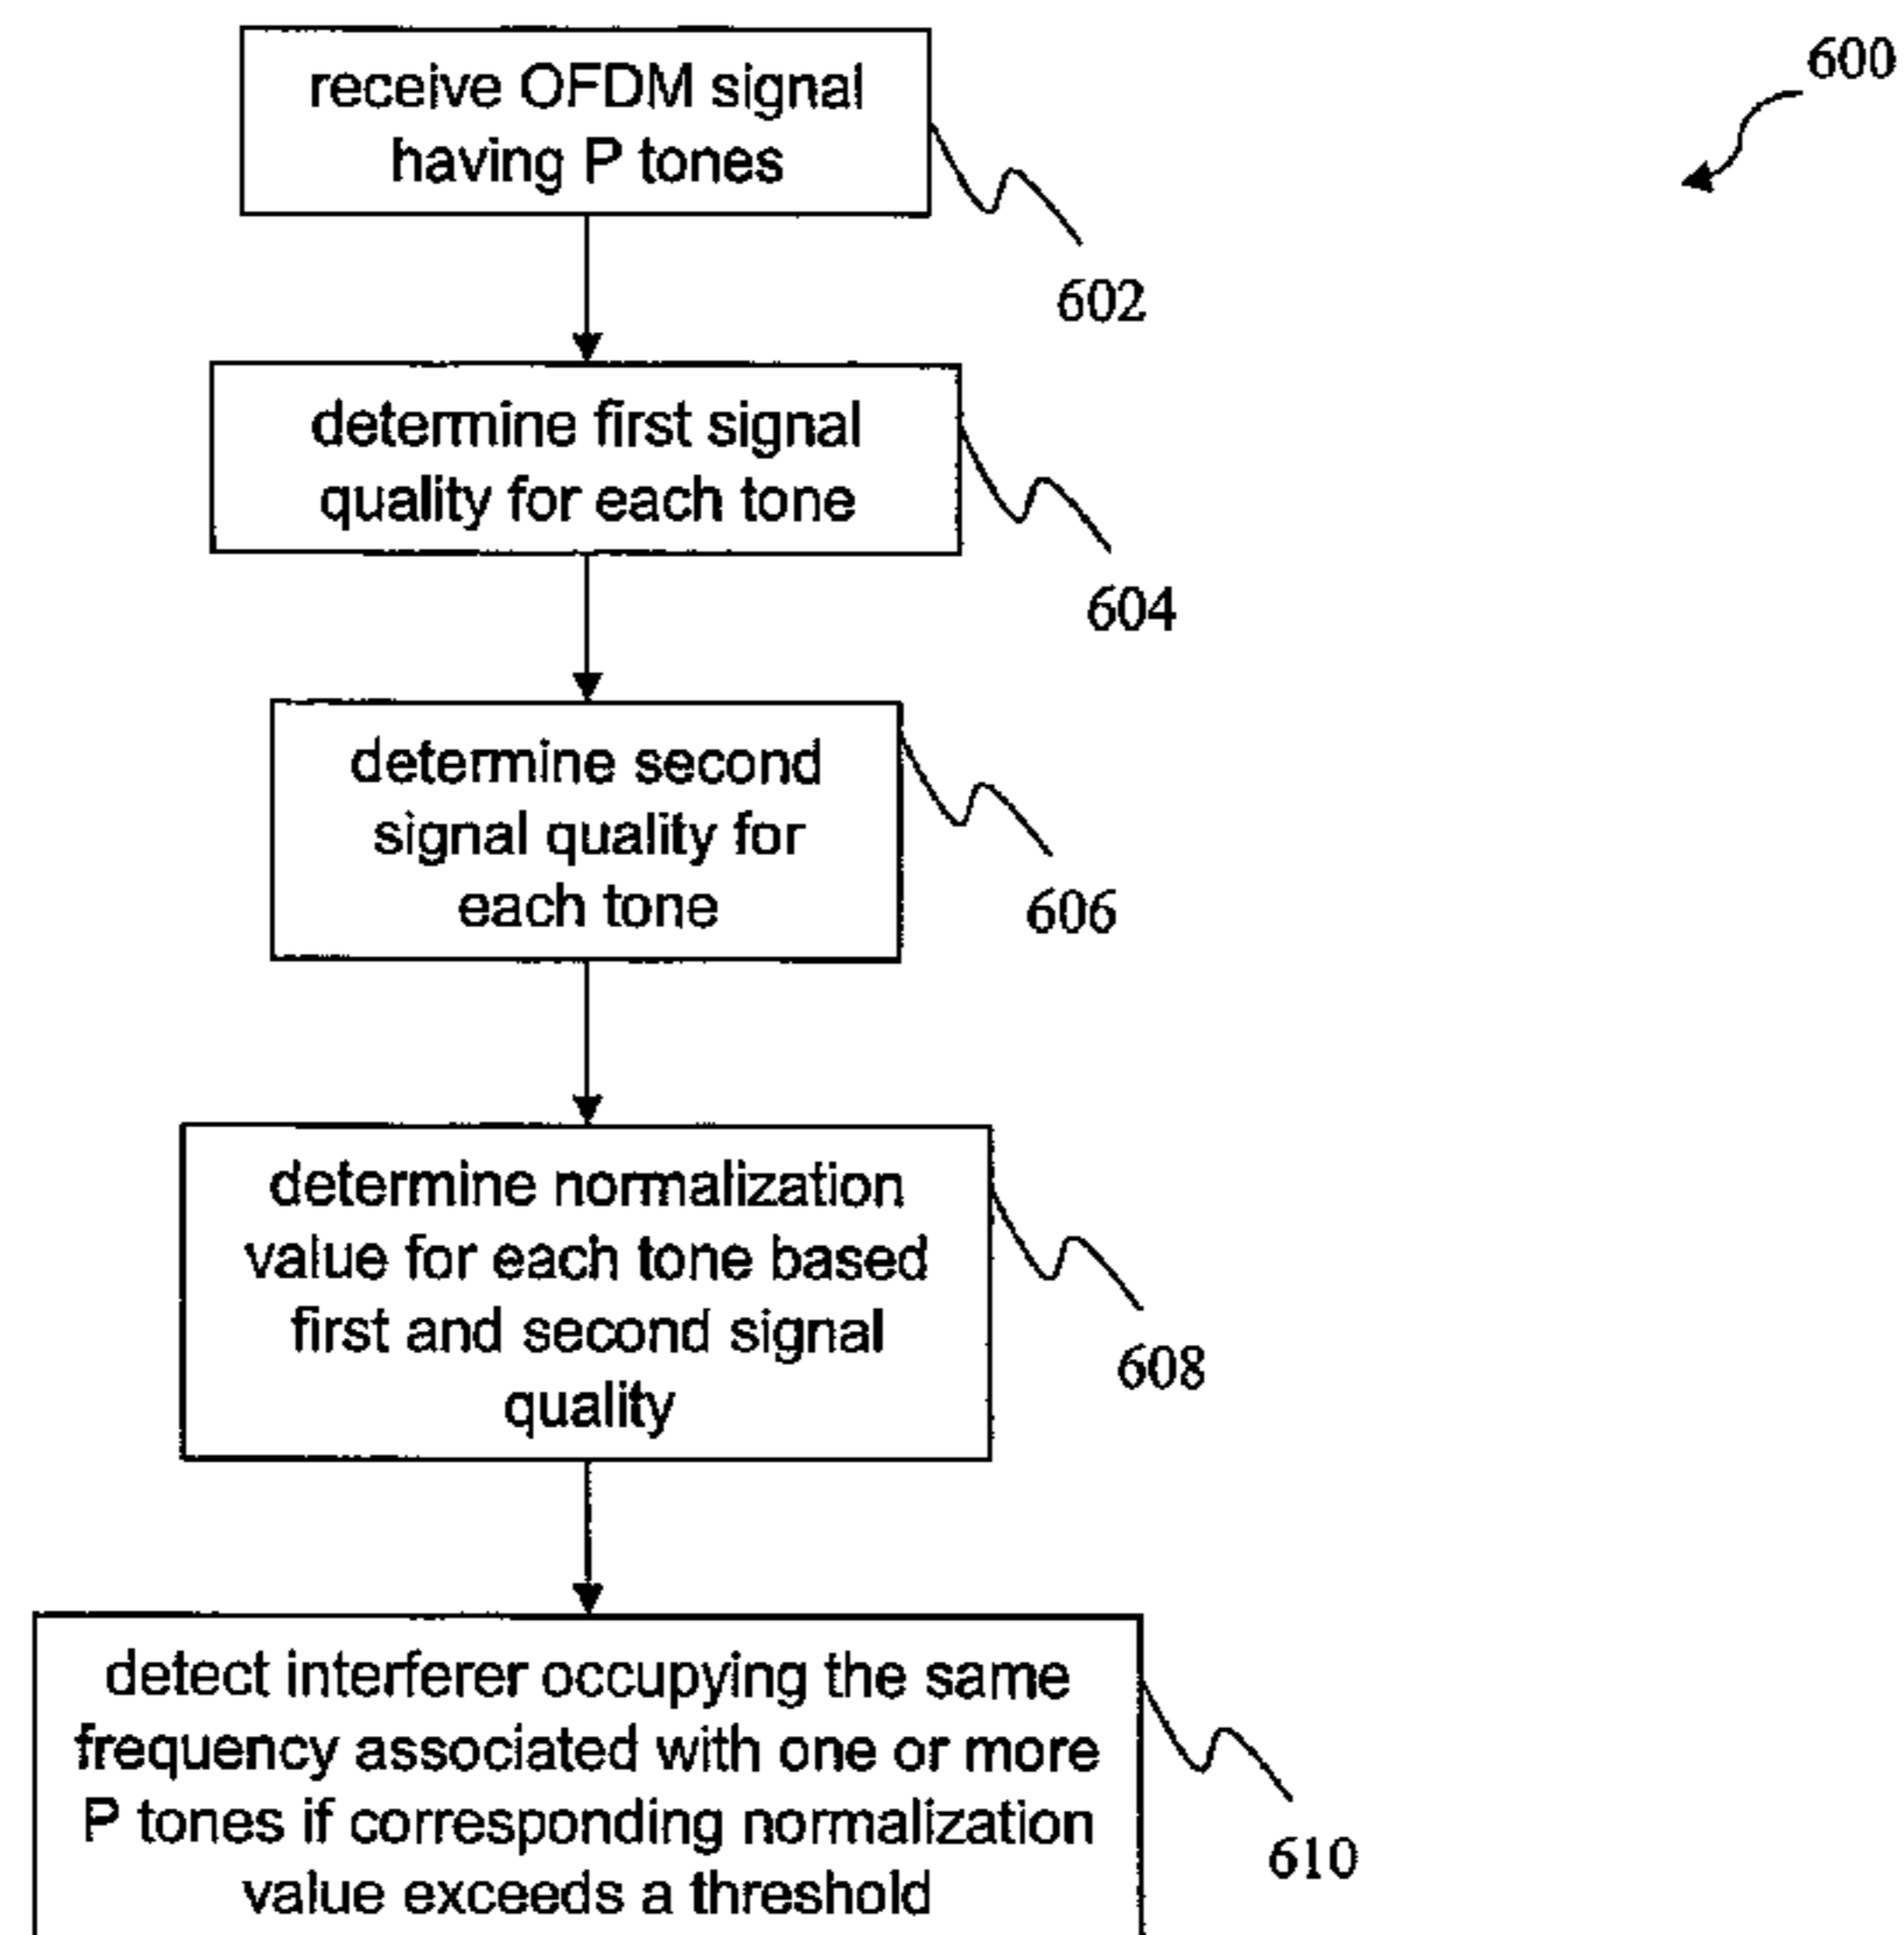 receive OFDM signal
having P tones
600
602
determine first signal
quality for each tone
604
determine second
signal quality for
each tone
606
determine normalization
value for each tone based
first and second signal
quality
608
detect interferer occupying the same
frequency associated with one or more
P tones if corresponding normalization
value exceeds a threshold
610